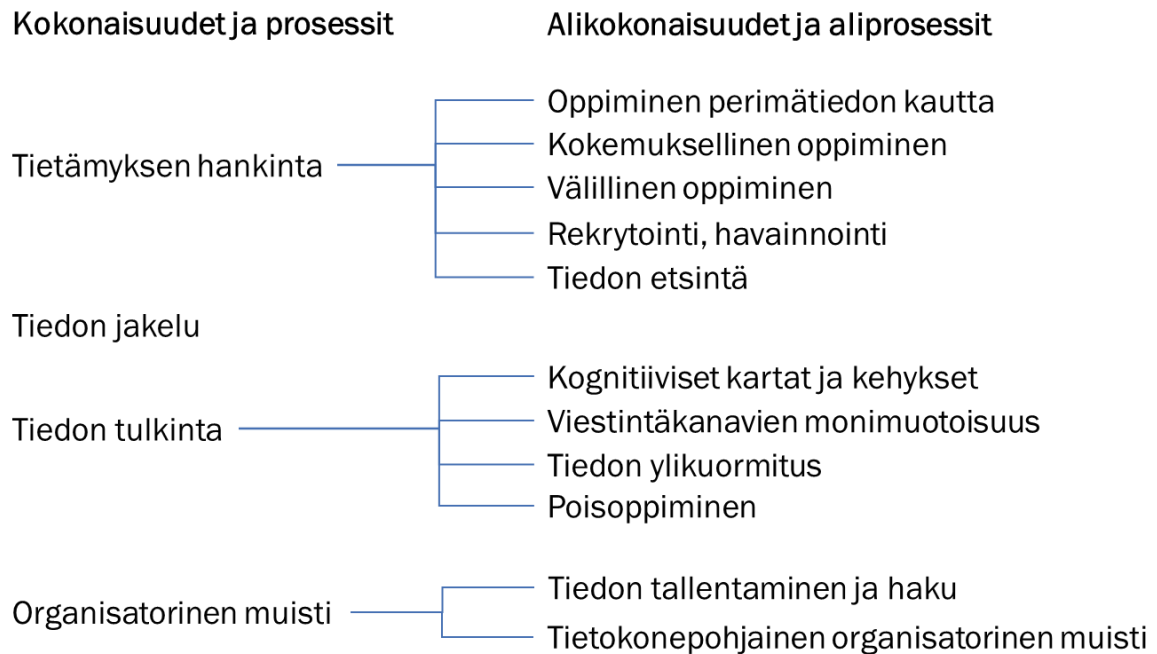 Kokonaisuudet ja prosessit
Alikokonaisuudet ja aliprosessit
Tietämyksen hankinta
Oppiminen perimätiedon kautta
Kokemuksellinen oppiminen
Välillinen oppiminen
Rekrytointi, havainnointi
Tiedon etsintä
Tiedon jakelu
Tiedon tulkinta
Kognitiiviset kartat ja kehykset
Viestintäkanavien monimuotoisuus
Tiedon ylikuormitus
Poisoppiminen
Organisatorinen muisti
Tiedon tallentaminen ja haku
Tietokonepohjainen organisatorinen muisti